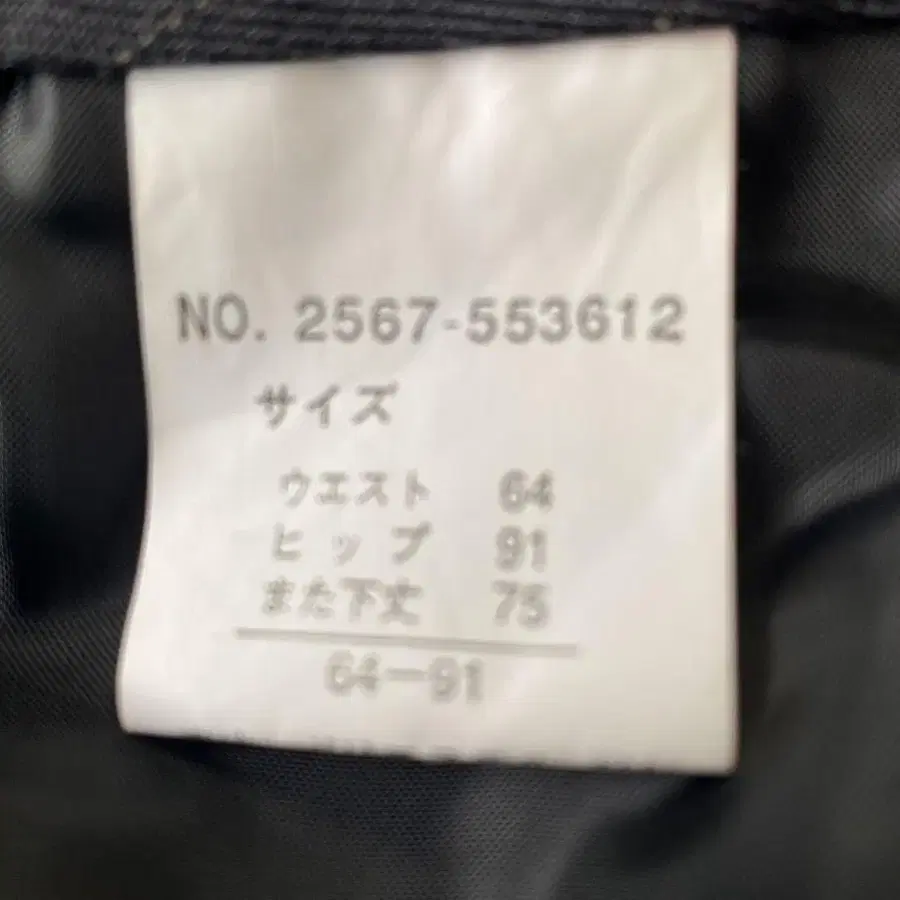 NO. 2567-553612
サイズ
ウエスト 64
ヒップ 91
また下丈 75
64-91